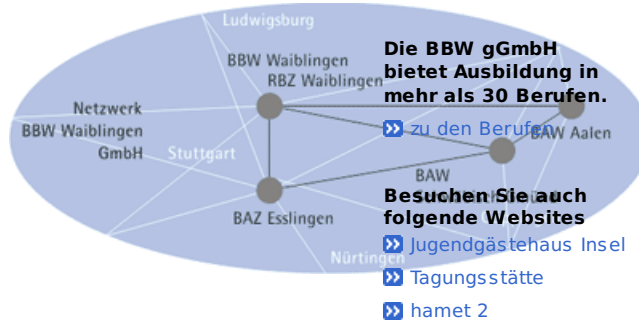 Ludwigsburg
BBW Waiblingen
RBZ Waiblingen
Netzwerk
BBW Waiblingen
GmbH
Stuttgart
BAZ Esslingen
Nürtingen
BAW Aalen
BAW
Die BBW gGmbH
bietet Ausbildung in
mehr als 30 Berufen.
zu den Berufen
Besuchen Sie auch
folgende Websites
Jugendgästehaus Insel
Tagungsstätte
hamet 2